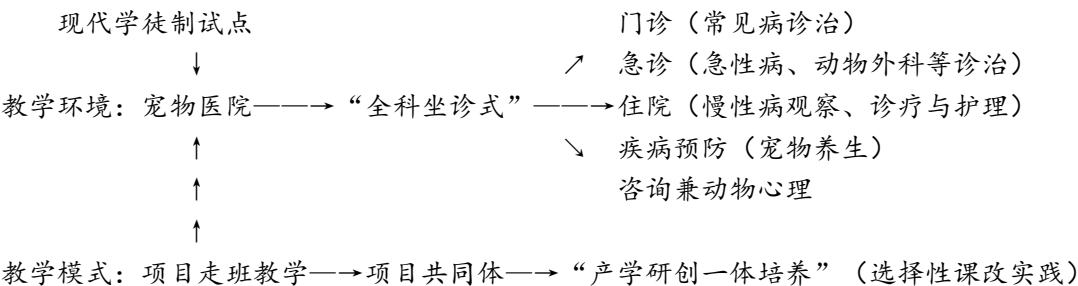 现代学徒制试点 门诊（常见病诊治）
↓ ↗ 急诊（急性病、动物外科等诊治）
教学环境：宠物医院——→“全科坐诊式”——→住院（慢性病观察、诊疗与护理）
↑ ↘ 疾病预防（宠物养生）
↑ 咨询兼动物心理
↑
教学模式：项目走班教学—→项目共同体—→“产学研创一体培养”（选择性课改实践）